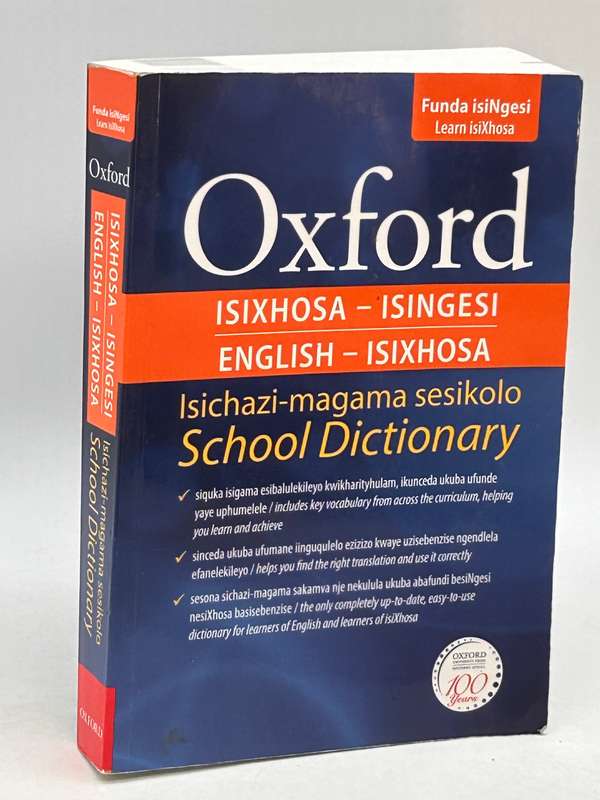 Funda isiNgesi
Learn isiXhosa
Oxford
ISIXHOSA – ISINGESI
ENGLISH – ISIXHOSA
Isichazi-magama sesikolo
School Dictionary
✓ siquka isigama esibalulekileyo kwikharityhulam, ikunceda ukuba ufunde
yaye uphumelele / includes key vocabulary from across the curriculum, helping
you learn and achieve
✓ sinceda ukuba ufumane iinguqulelo ezizizo kwaye uzisebenzise ngendlela
efanelekileyo / helps you find the right translation and use it correctly
✓ sesona sichazi-magama sakamva nje nekulula ukuba abafundi besiNgesi
nesiXhosa basisebenzise / the only completely up-to-date, easy-to-use
dictionary for learners of English and learners of isiXhosa
OXFORD
UNIVERSITY PRESS
SOUTHERN AFRICA
100
Years
Funda isiNgesi
Learn isiXhosa
Oxford
ISIXHOSA – ISINGESI
ENGLISH – ISIXHOSA
Isichazi-magama sesikolo
School Dictionary
OXFORD